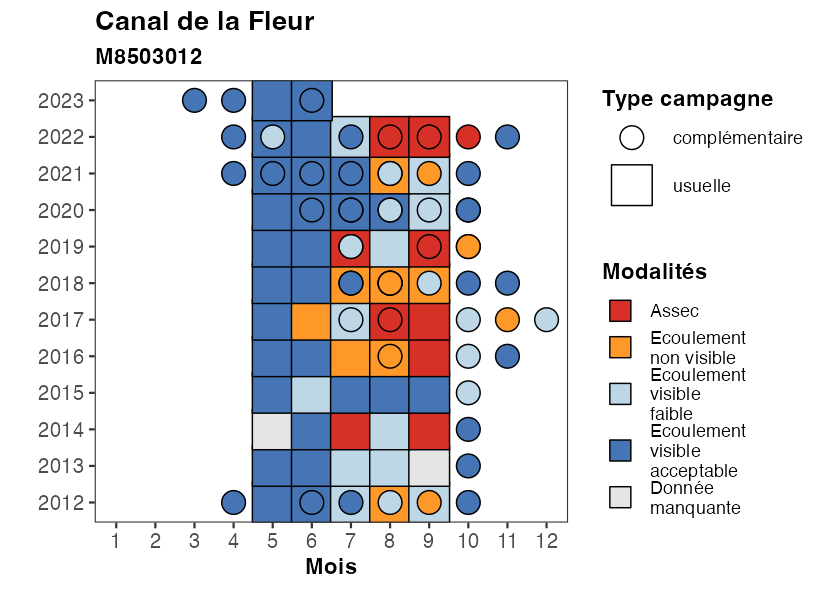 Canal de la Fleur
M8503012
2023
2022
2021
2020
2019
2018
2017
2016
2015
2014
2013
2012
1 2 3 4 5 6 7 8 9 10 11 12
Mois
Type campagne
complémentaire
usuelle
Modalités
Assec
Ecoulement
non visible
Ecoulement
visible
faible
Ecoulement
visible
acceptable
Donnée
manquante